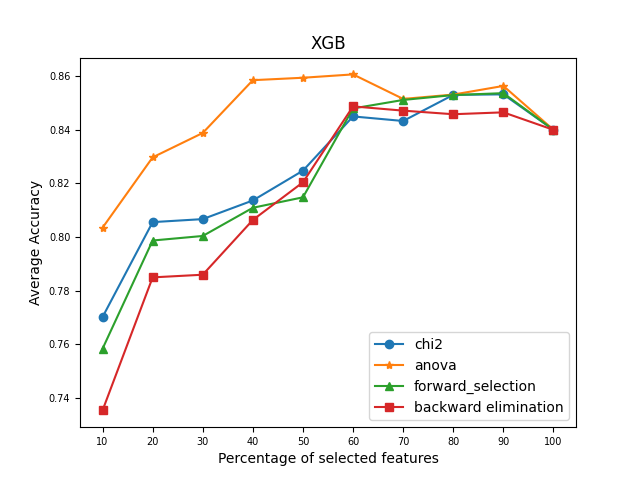 XGB
0.86
0.84
0.82
0.80
0.78
0.76
0.74
Average Accuracy
chi2
anova
forward_selection
backward elimination
10 20 30 40 50 60 70 80 90 100
Percentage of selected features